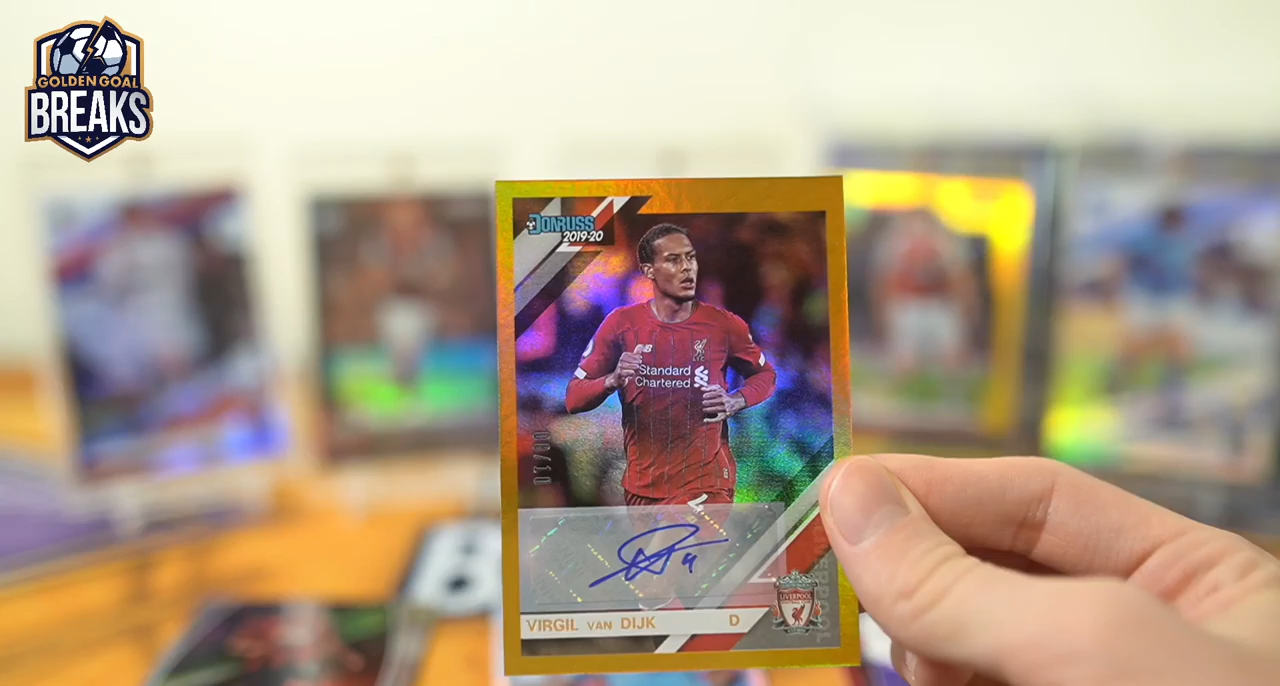 GOLDEN GOAL
BREAKS
DONRUSS
2019-20
Standard
Chartered
VIRGIL VAN DIJK D
LIVERPOOL